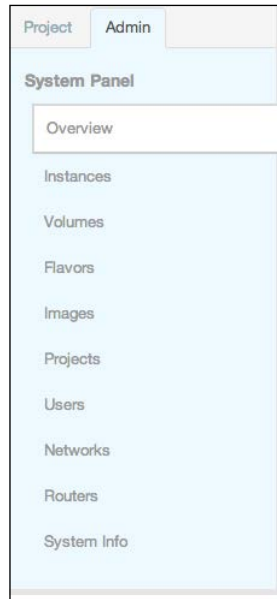 Project Admin
System Panel
Overview
Instances
Volumes
Flavors
Images
Projects
Users
Networks
Routers
System Info